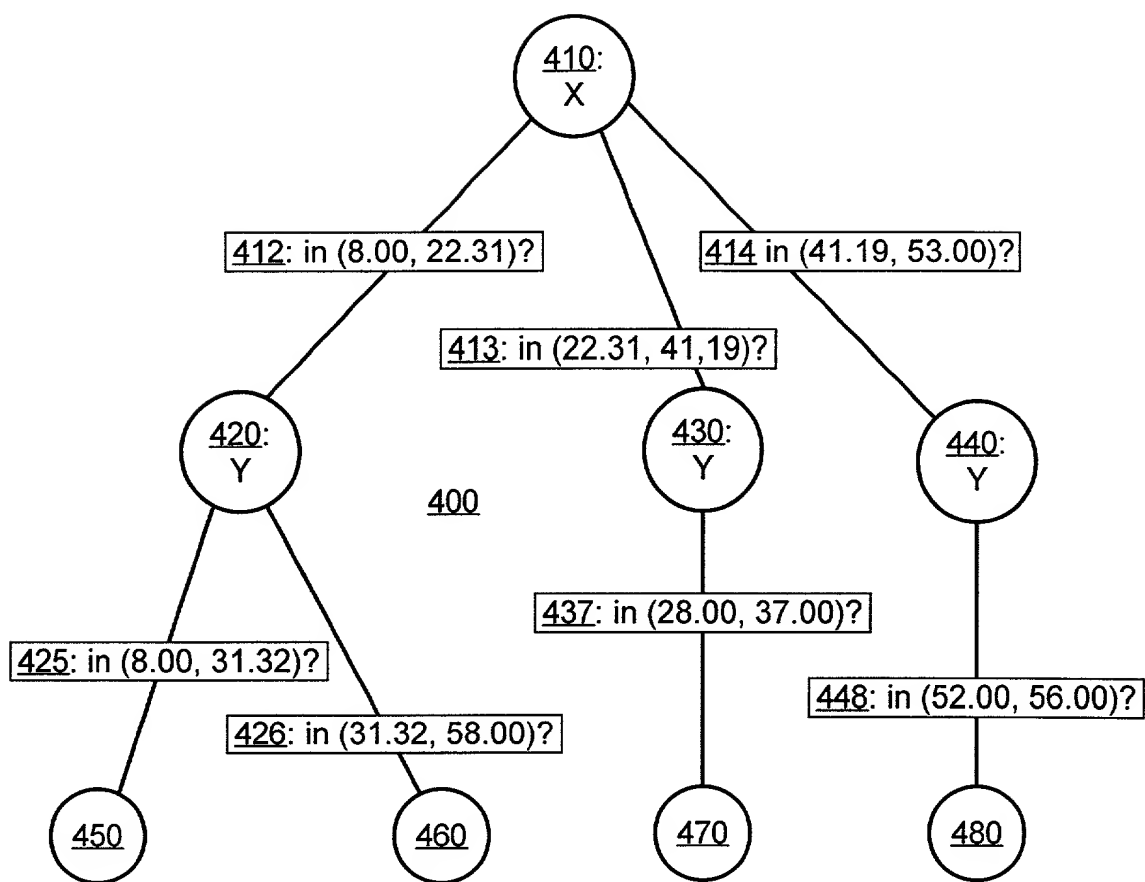 410:
X
412: in (8.00, 22.31)?
414 in (41.19, 53.00)?
413: in (22.31, 41,19)?
420:
Y
430:
Y
440:
Y
400
437: in (28.00, 37.00)?
425: in (8.00, 31.32)?
448: in (52.00, 56.00)?
426: in (31.32, 58.00)?
450
460
470
480